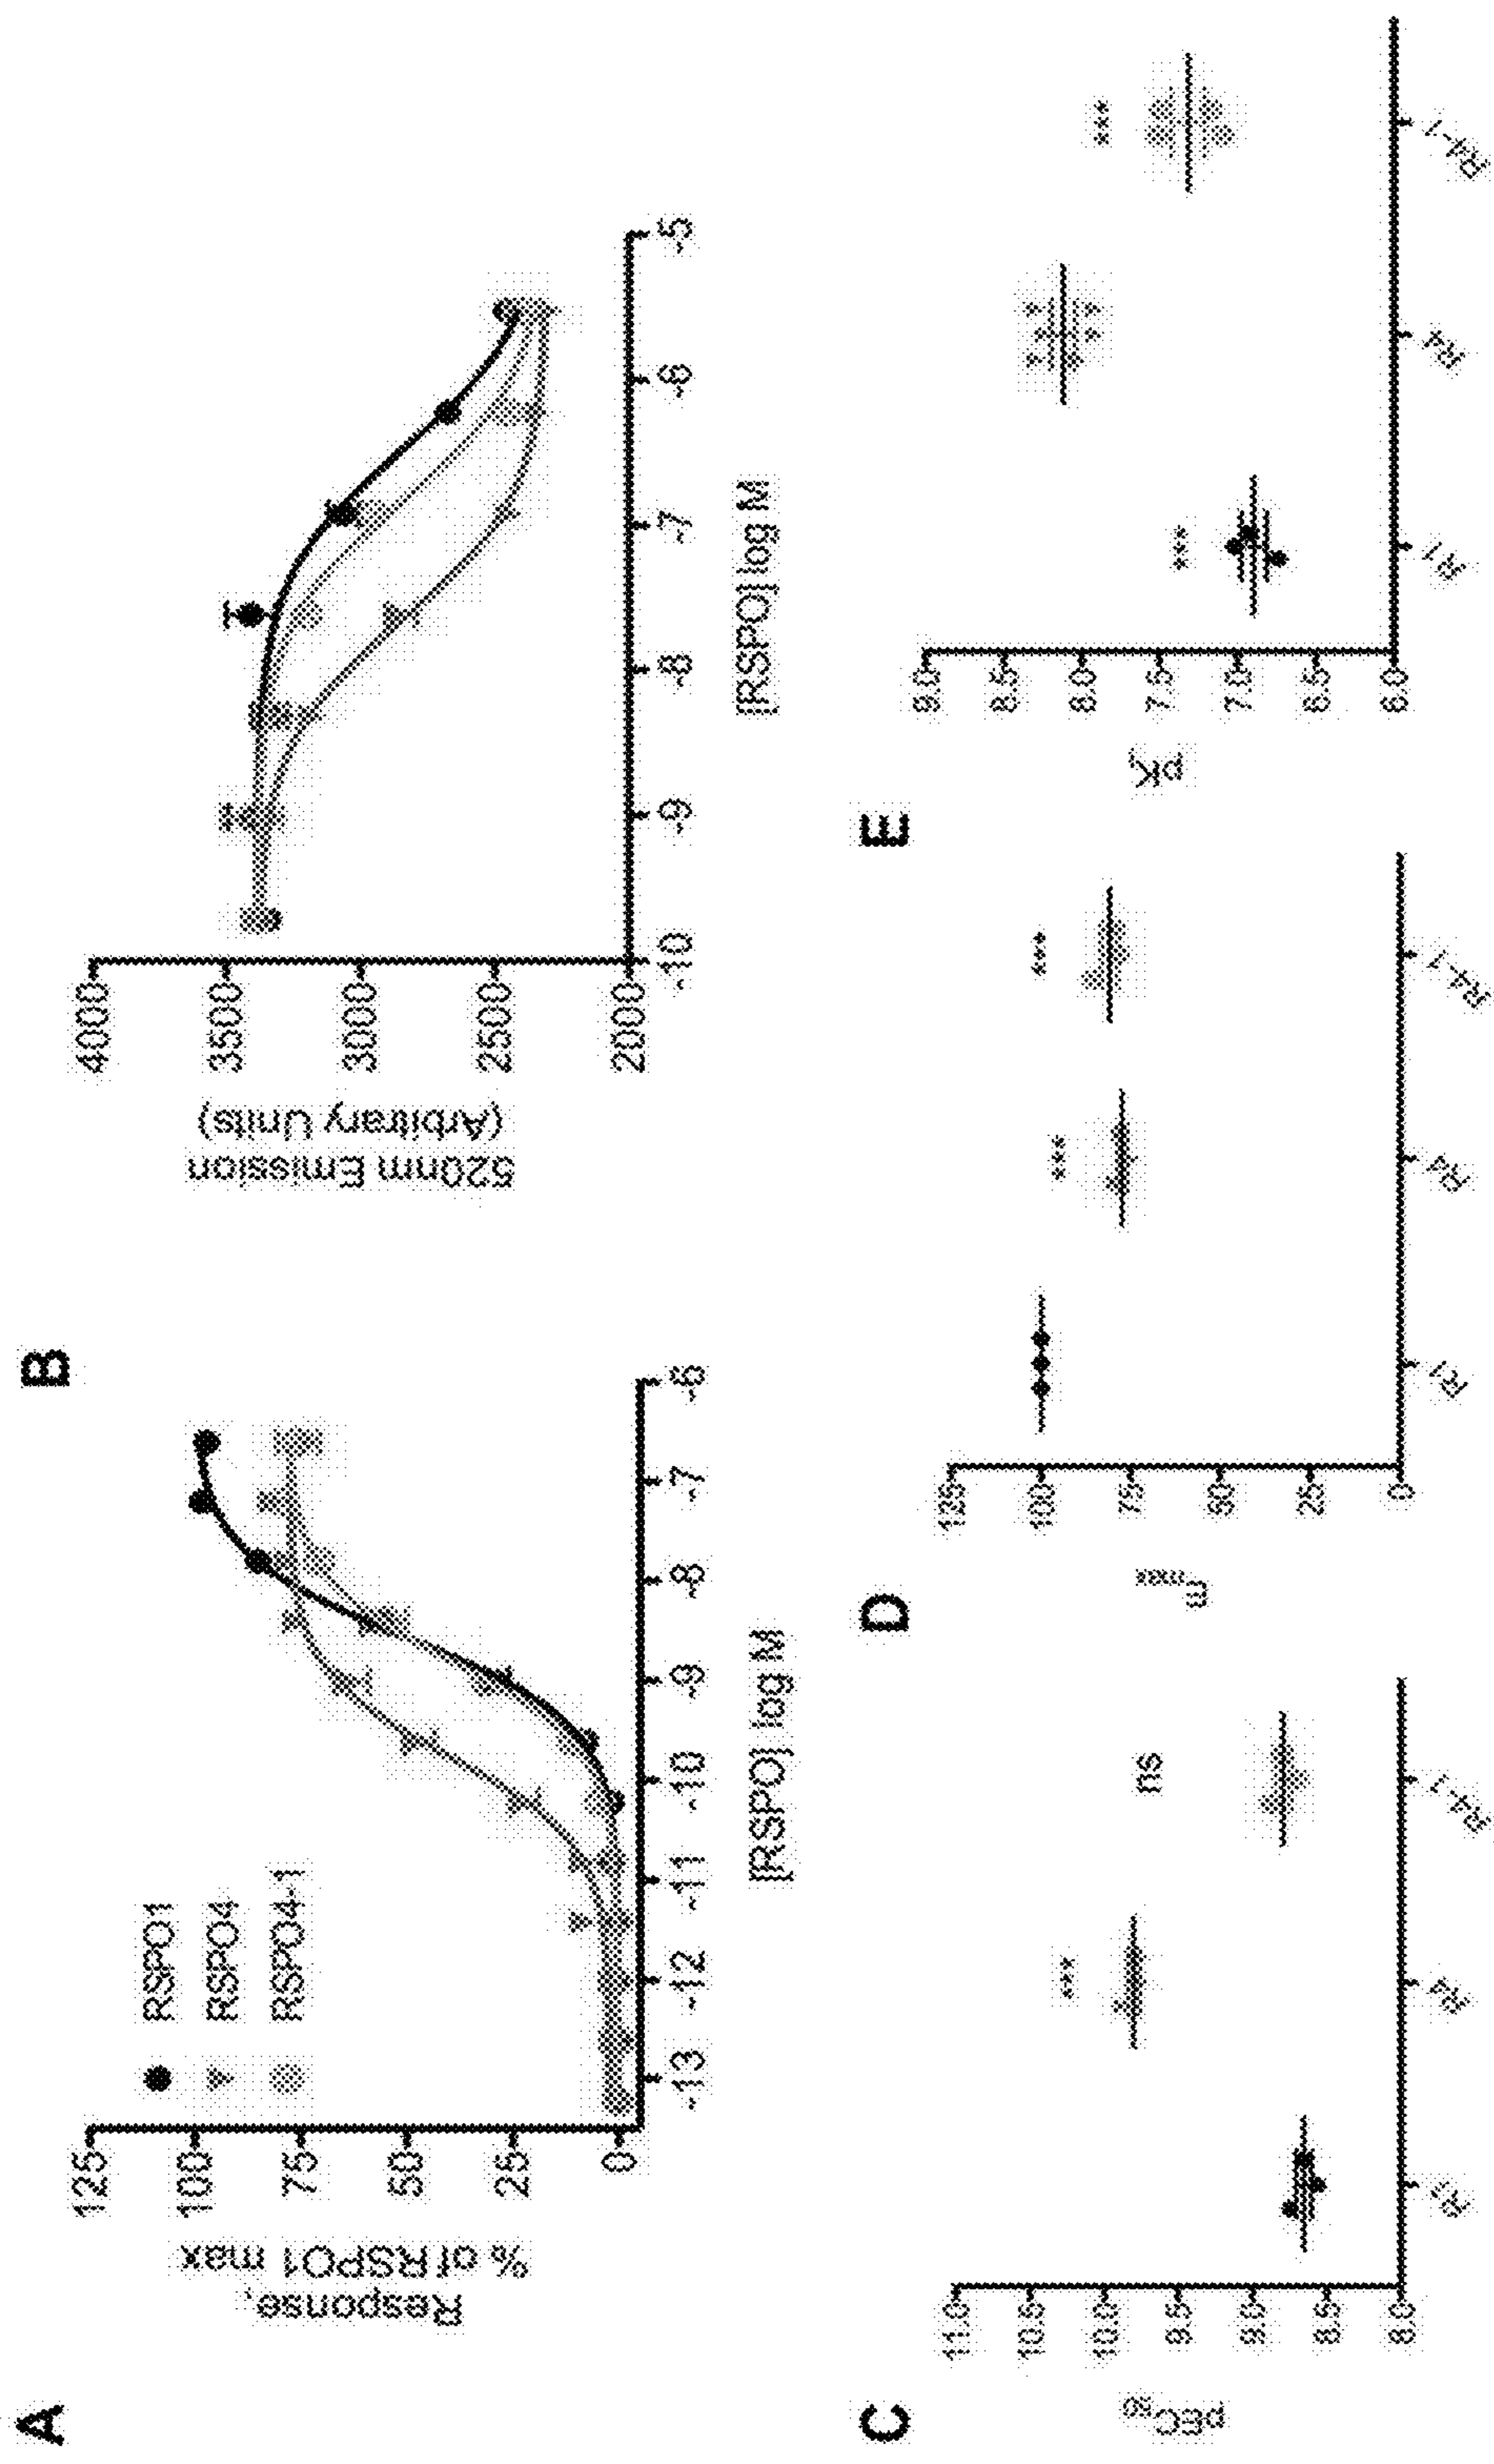 A
Response,
% of RSPO1 max
125
100
75
50
25
0
RSPO1
RSPO4
RSPO4-1
-13
-12
-11
-10
-9
-8
-7
-6
[RSPO] log M
B
520nm Emission
(Arbitrary Units)
4000
3500
3000
2500
2000
-10
-9
-8
-7
-6
-5
[RSPO] log M
C
pEC50
11.0
10.5
10.0
9.5
9.0
8.5
8.0
***
ns
R1
R4
R4-1
D
Emax
125
100
75
50
25
0
***
***
R1
R4
R4-1
E
pKi
9.0
8.5
8.0
7.5
7.0
6.5
6.0
***
***
R1
R4
R4-1